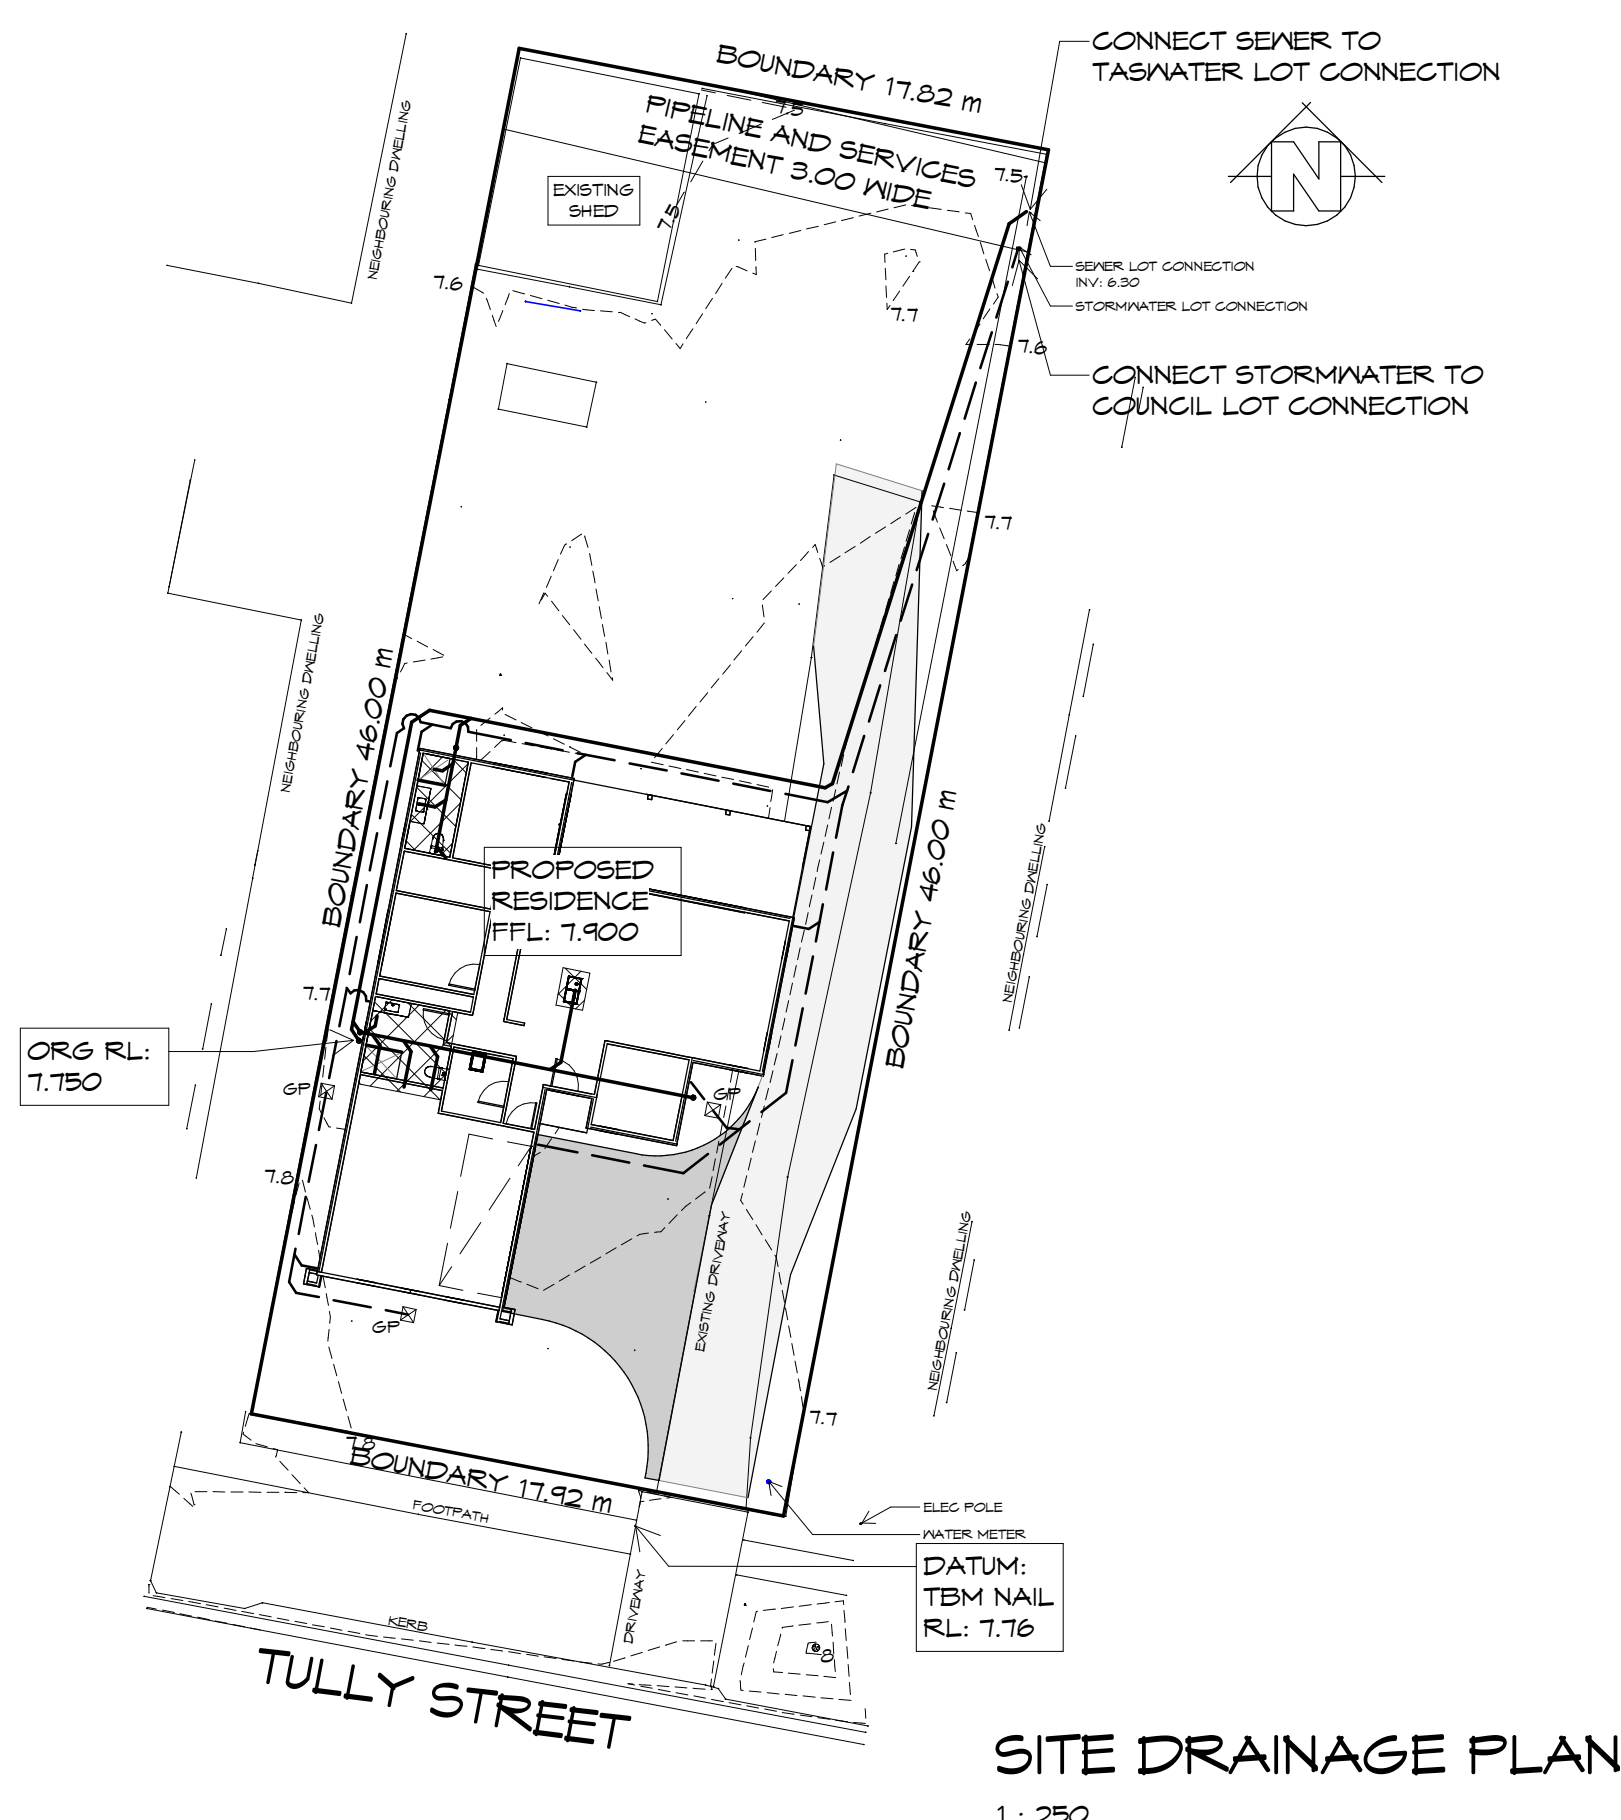 CONNECT SEWER TO
TASWATER LOT CONNECTION
BOUNDARY 17.82 m
7.5
PIPELINE AND SERVICES
EASEMENT 3.00 WIDE
N
NEIGHBOURING DWELLING
EXISTING
SHED
7.5
7.5
SEWER LOT CONNECTION
INV: 6.30
STORMWATER LOT CONNECTION
7.6
7.7
7.6
CONNECT STORMWATER TO
COUNCIL LOT CONNECTION
7.7
NEIGHBOURING DWELLING
BOUNDARY 46.00 m
BOUNDARY 46.00 m
NEIGHBOURING DWELLING
PROPOSED
RESIDENCE
FFL: 7.900
7.7
ORG RL:
7.750
GP
GP
7.8
EXISTING DRIVEWAY
NEIGHBOURING DWELLING
GP
7.7
7.8
BOUNDARY 17.92 m
FOOTPATH
ELEC POLE
WATER METER
DATUM:
TBM NAIL
RL: 7.76
DRIVEWAY
KERB
8
TULLY STREET
SITE DRAINAGE PLAN
1 : 250